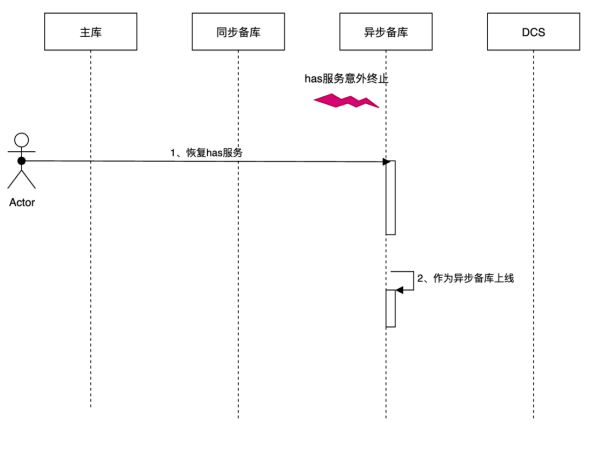 主库
同步备库
异步备库
DCS
has服务意外终止
1、恢复has服务
Actor
2、作为异步备库上线